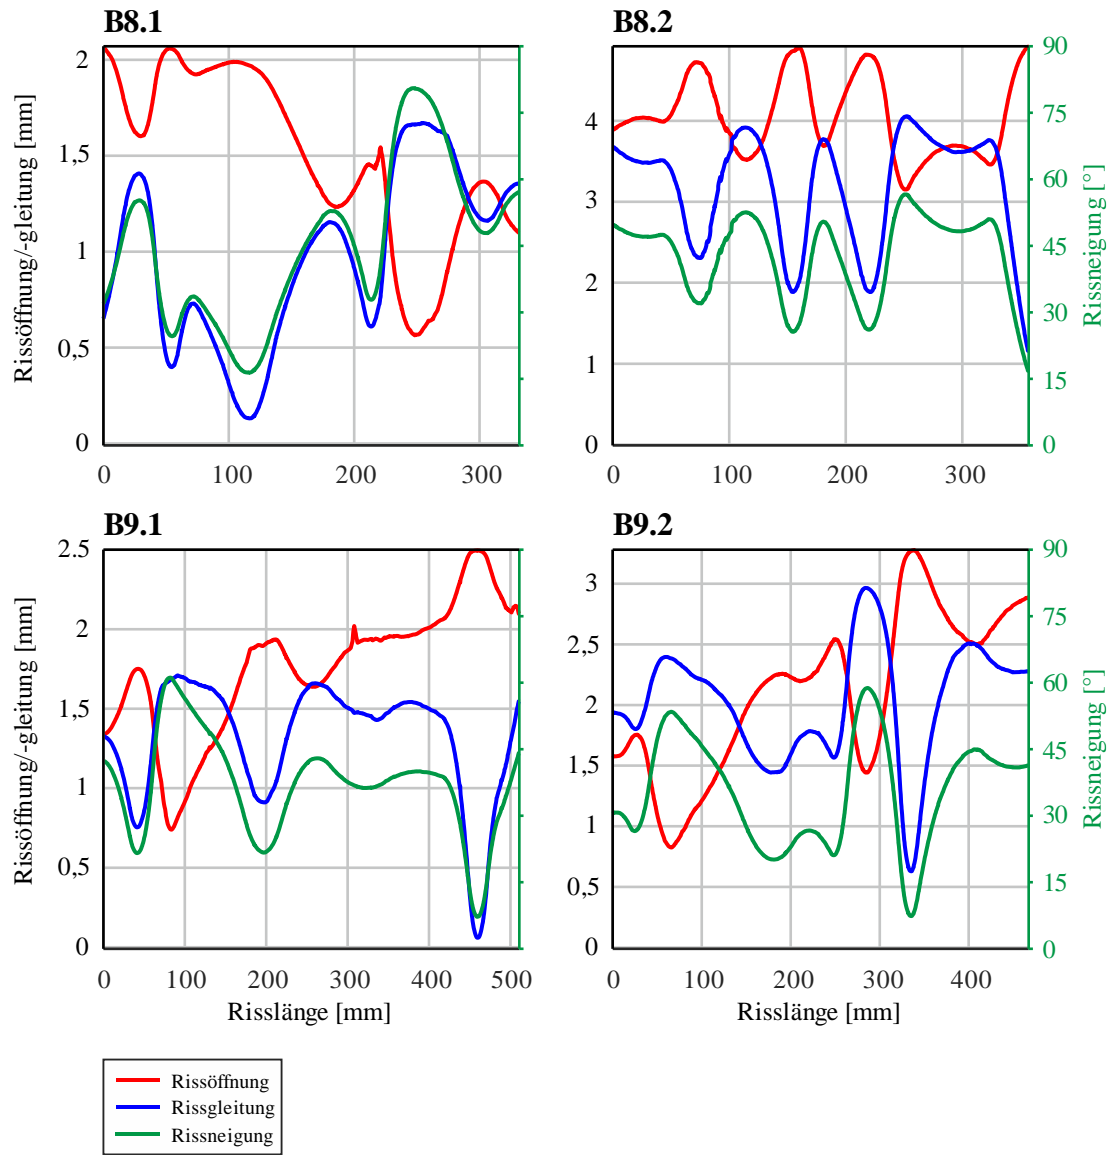 B8.1
B8.2
Rissöffnung/-gleitung [mm]
2
1.5
1
0,5
0
0 100 200 300
4
3
2
1
0
0 100 200 300
90
75
60
45
30
15
0
Rissneigung [°]
B9.1
B9.2
Rissöffnung/-gleitung [mm]
2.5
2
1.5
1
0,5
0
0 100 200 300 400 500
Risslänge [mm]
3
2.5
2
1.5
1
0,5
0
0 100 200 300 400
Risslänge [mm]
90
75
60
45
30
15
0
Rissneigung [°]
Rissöffnung
Rissgleitung
Rissneigung